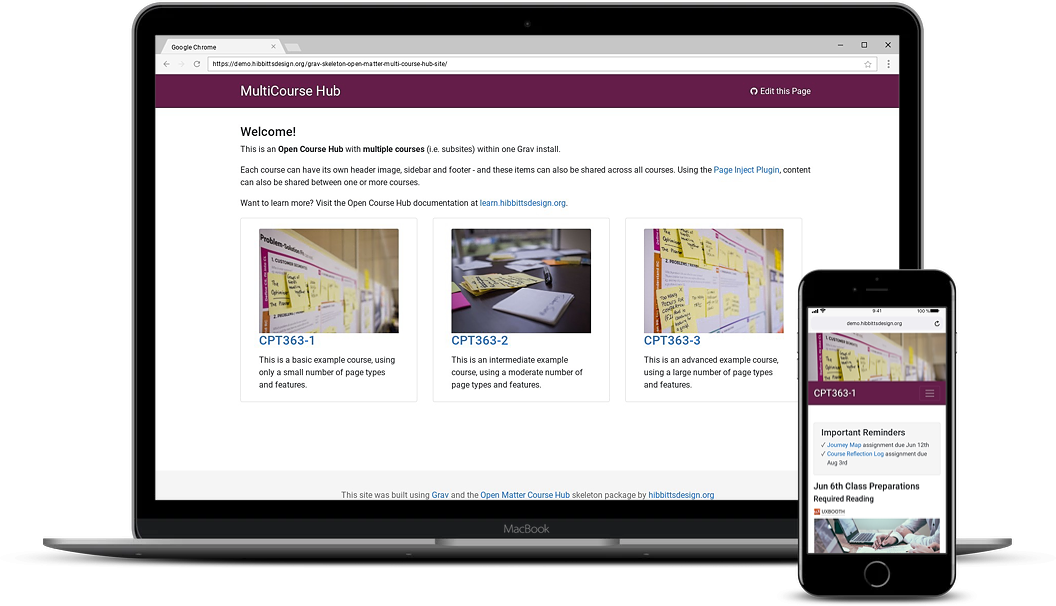 Google Chrome
https://demo.hibbittsdesign.org/grav-skeleton-open-matter-multi-course-hub-site/
MultiCourse Hub
Edit this Page
Welcome!
This is an Open Course Hub with multiple courses (i.e. subsites) within one Grav install.
Each course can have its own header image, sidebar and footer - and these items can also be shared across all courses. Using the Page Inject Plugin, content
can also be shared between one or more courses.
Want to learn more? Visit the Open Course Hub documentation at learn.hibbittsdesign.org.
Problem-Solution
1. CUSTOMER SEGMENTS
2. PROBLEMS
CPT363-1
This is a basic example course, using
only a small number of page types
and features.
CPT363-2
This is an intermediate example
course, using a moderate number of
page types and features.
CPT363-3
This is an advanced example course,
using a large number of page types
and features.
This site was built using Grav and the Open Matter Course Hub skeleton package by hibbittsdesign.org
MacBook
9:41
100 %
demo.hibbittsdesign.org
CPT363-1
Important Reminders
✓ Journey Map assignment due Jun 12th
✓ Course Reflection Log assignment due
Aug 3rd
Jun 6th Class Preparations
Required Reading
UXBOOTH